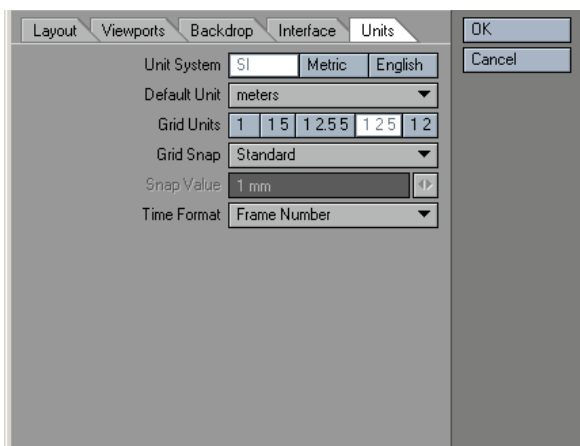 Layout Viewports Backdrop Interface Units OK
Cancel
Unit System SI Metric English
Default Unit meters
Grid Units 1 1 5 1 2.5 5 1 2 5 1 2
Grid Snap Standard
Snap Value 1 mm
Time Format Frame Number